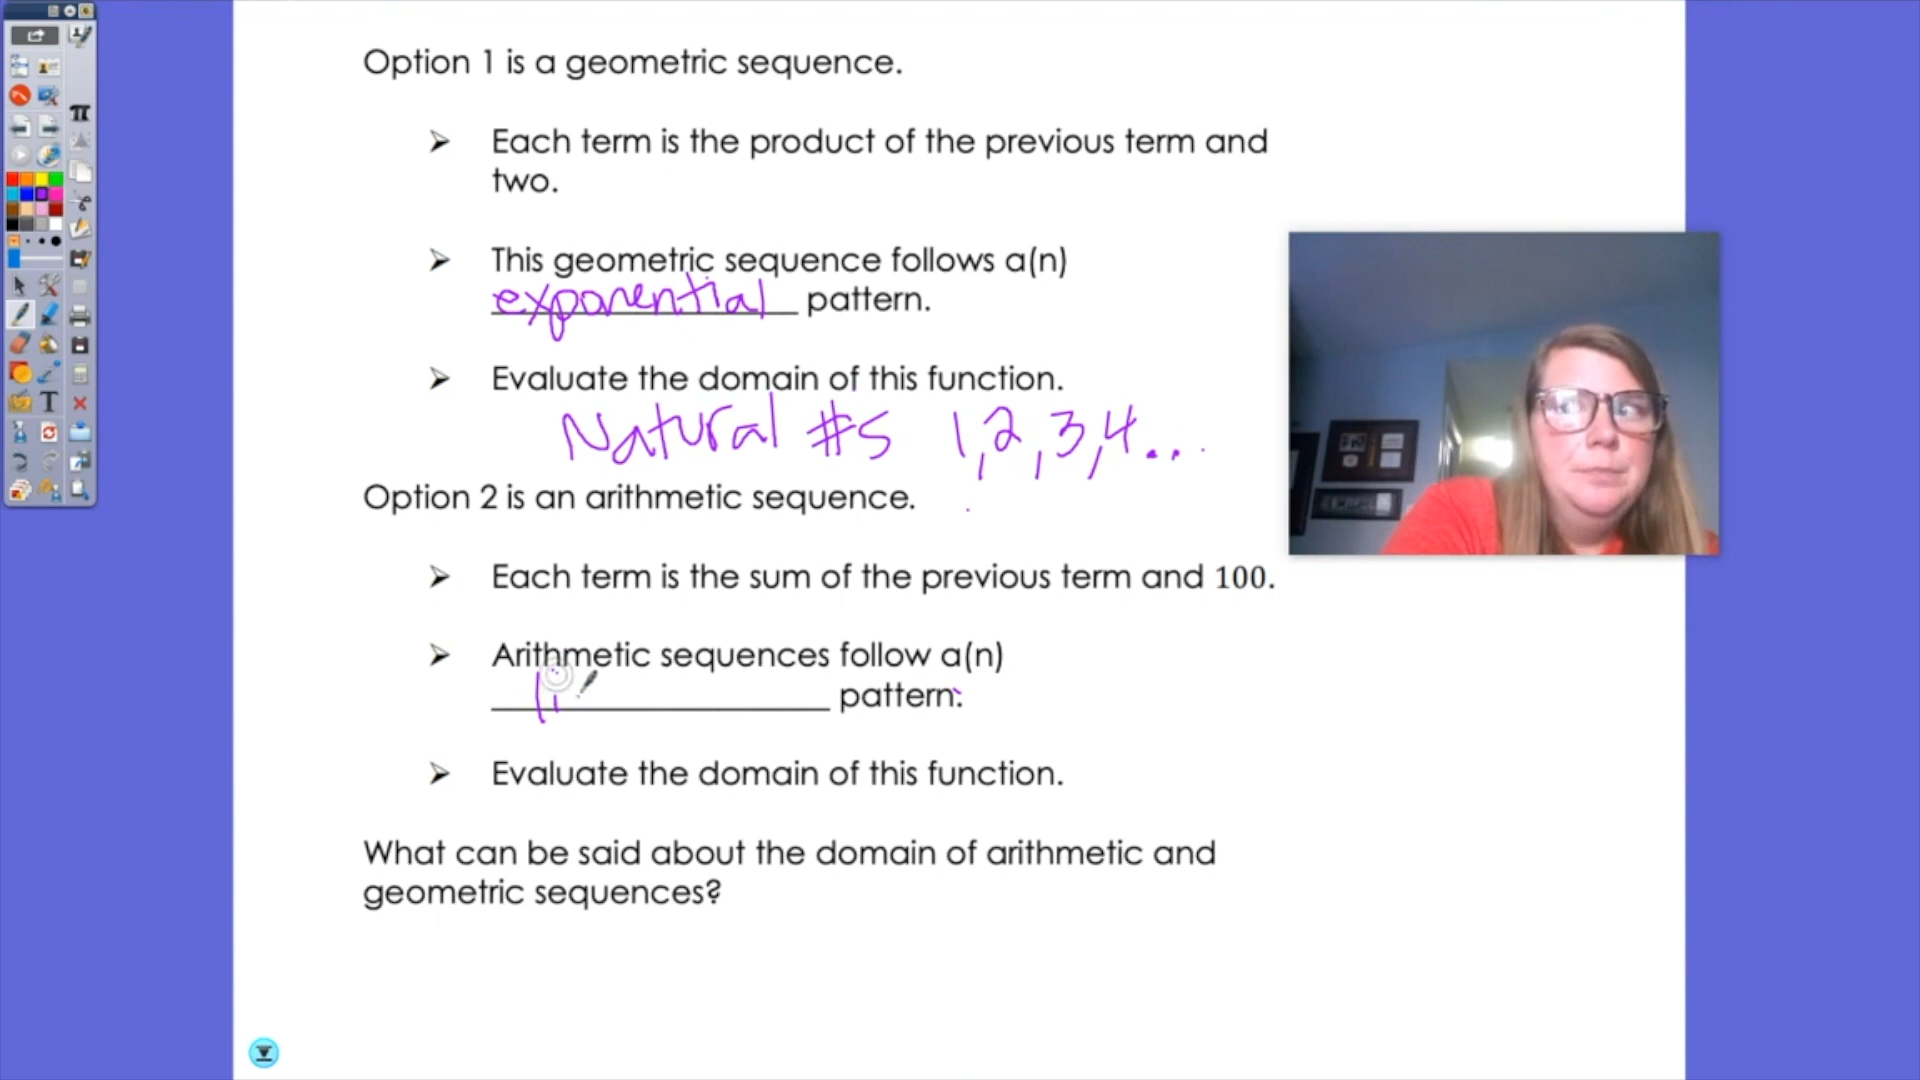 Option 1 is a geometric sequence.
➢ Each term is the product of the previous term and
two.
➢ This geometric sequence follows a(n)
exponential pattern.
➢ Evaluate the domain of this function.
Natural #s 1,2,3,4...
Option 2 is an arithmetic sequence.
➢ Each term is the sum of the previous term and 100.
➢ Arithmetic sequences follow a(n)
li pattern.
➢ Evaluate the domain of this function.
What can be said about the domain of arithmetic and
geometric sequences?